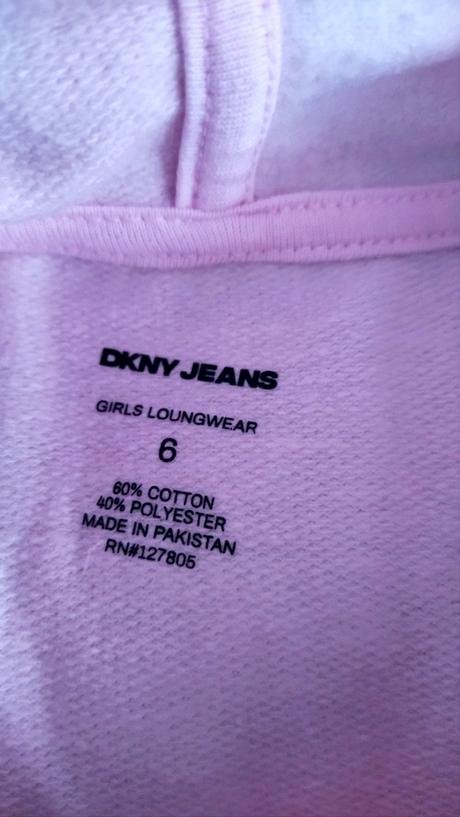 DKNY JEANS
GIRLS LOUNGWEAR
6
60% COTTON
40% POLYESTER
MADE IN PAKISTAN
RN#127805